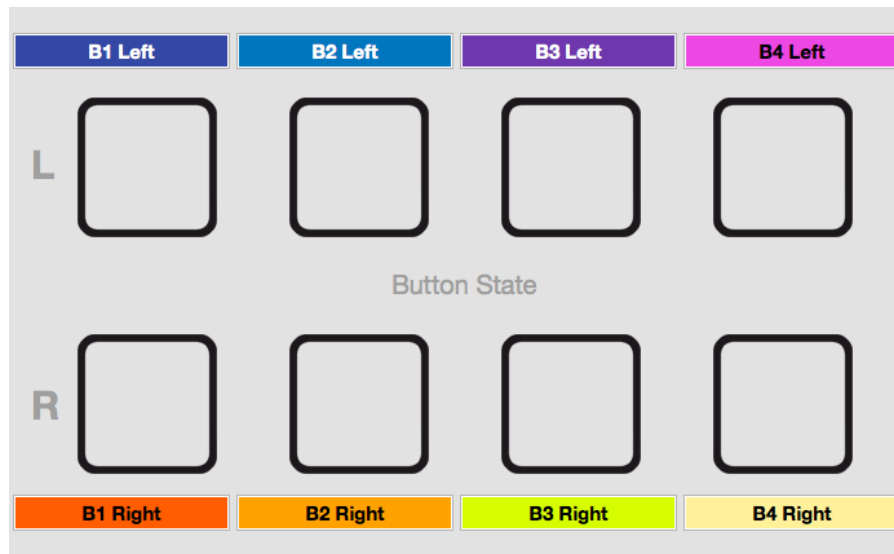 B1 Left B2 Left B3 Left B4 Left
L
Button State
R
B1 Right B2 Right B3 Right B4 Right